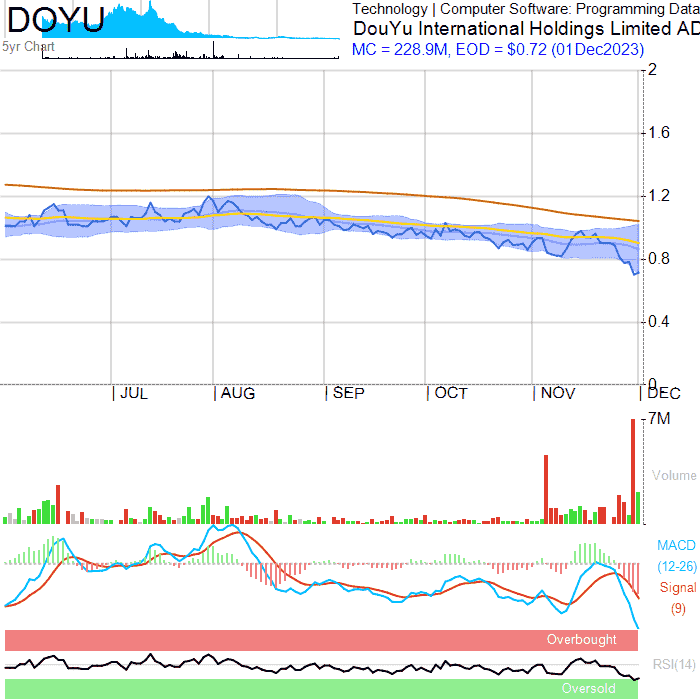 DOYU
5yr Chart
Technology | Computer Software: Programming Data
DouYu International Holdings Limited AD
MC = 228.9M, EOD = $0.72 (01Dec2023)
2
1.6
1.2
0.8
0.4
0
| JUL | AUG | SEP | OCT | NOV | DEC
7M
Volume
MACD
(12-26)
Signal
(9)
Overbought
RSI(14)
Oversold